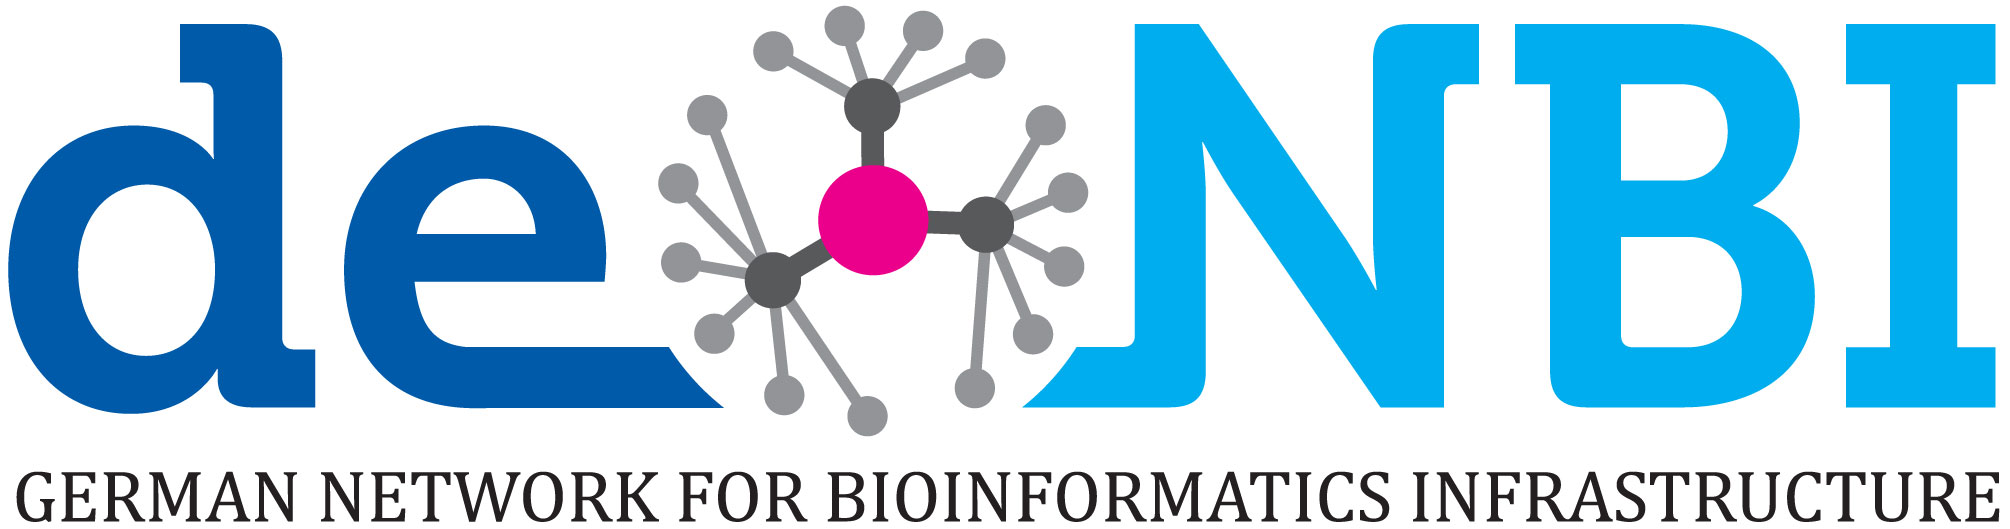 de NBI
GERMAN NETWORK FOR BIOINFORMATICS INFRASTRUCTURE